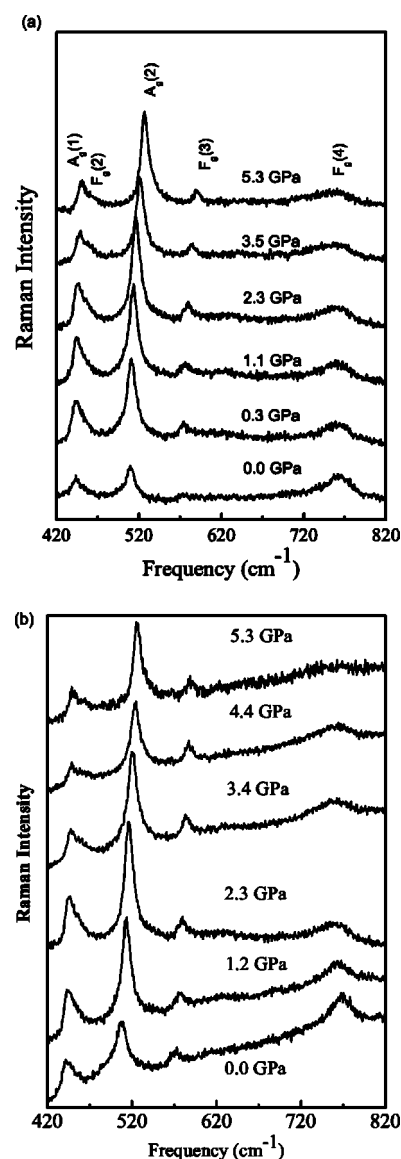 (a)
A_g(1)
F_g(2)
A_g(2)
F_g(3)
F_g(4)
5.3 GPa
3.5 GPa
2.3 GPa
1.1 GPa
0.3 GPa
0.0 GPa
Raman Intensity
420 520 620 720 820
Frequency (cm⁻¹)
(b)
5.3 GPa
4.4 GPa
3.4 GPa
2.3 GPa
1.2 GPa
0.0 GPa
Raman Intensity
420 520 620 720 820
Frequency (cm⁻¹)